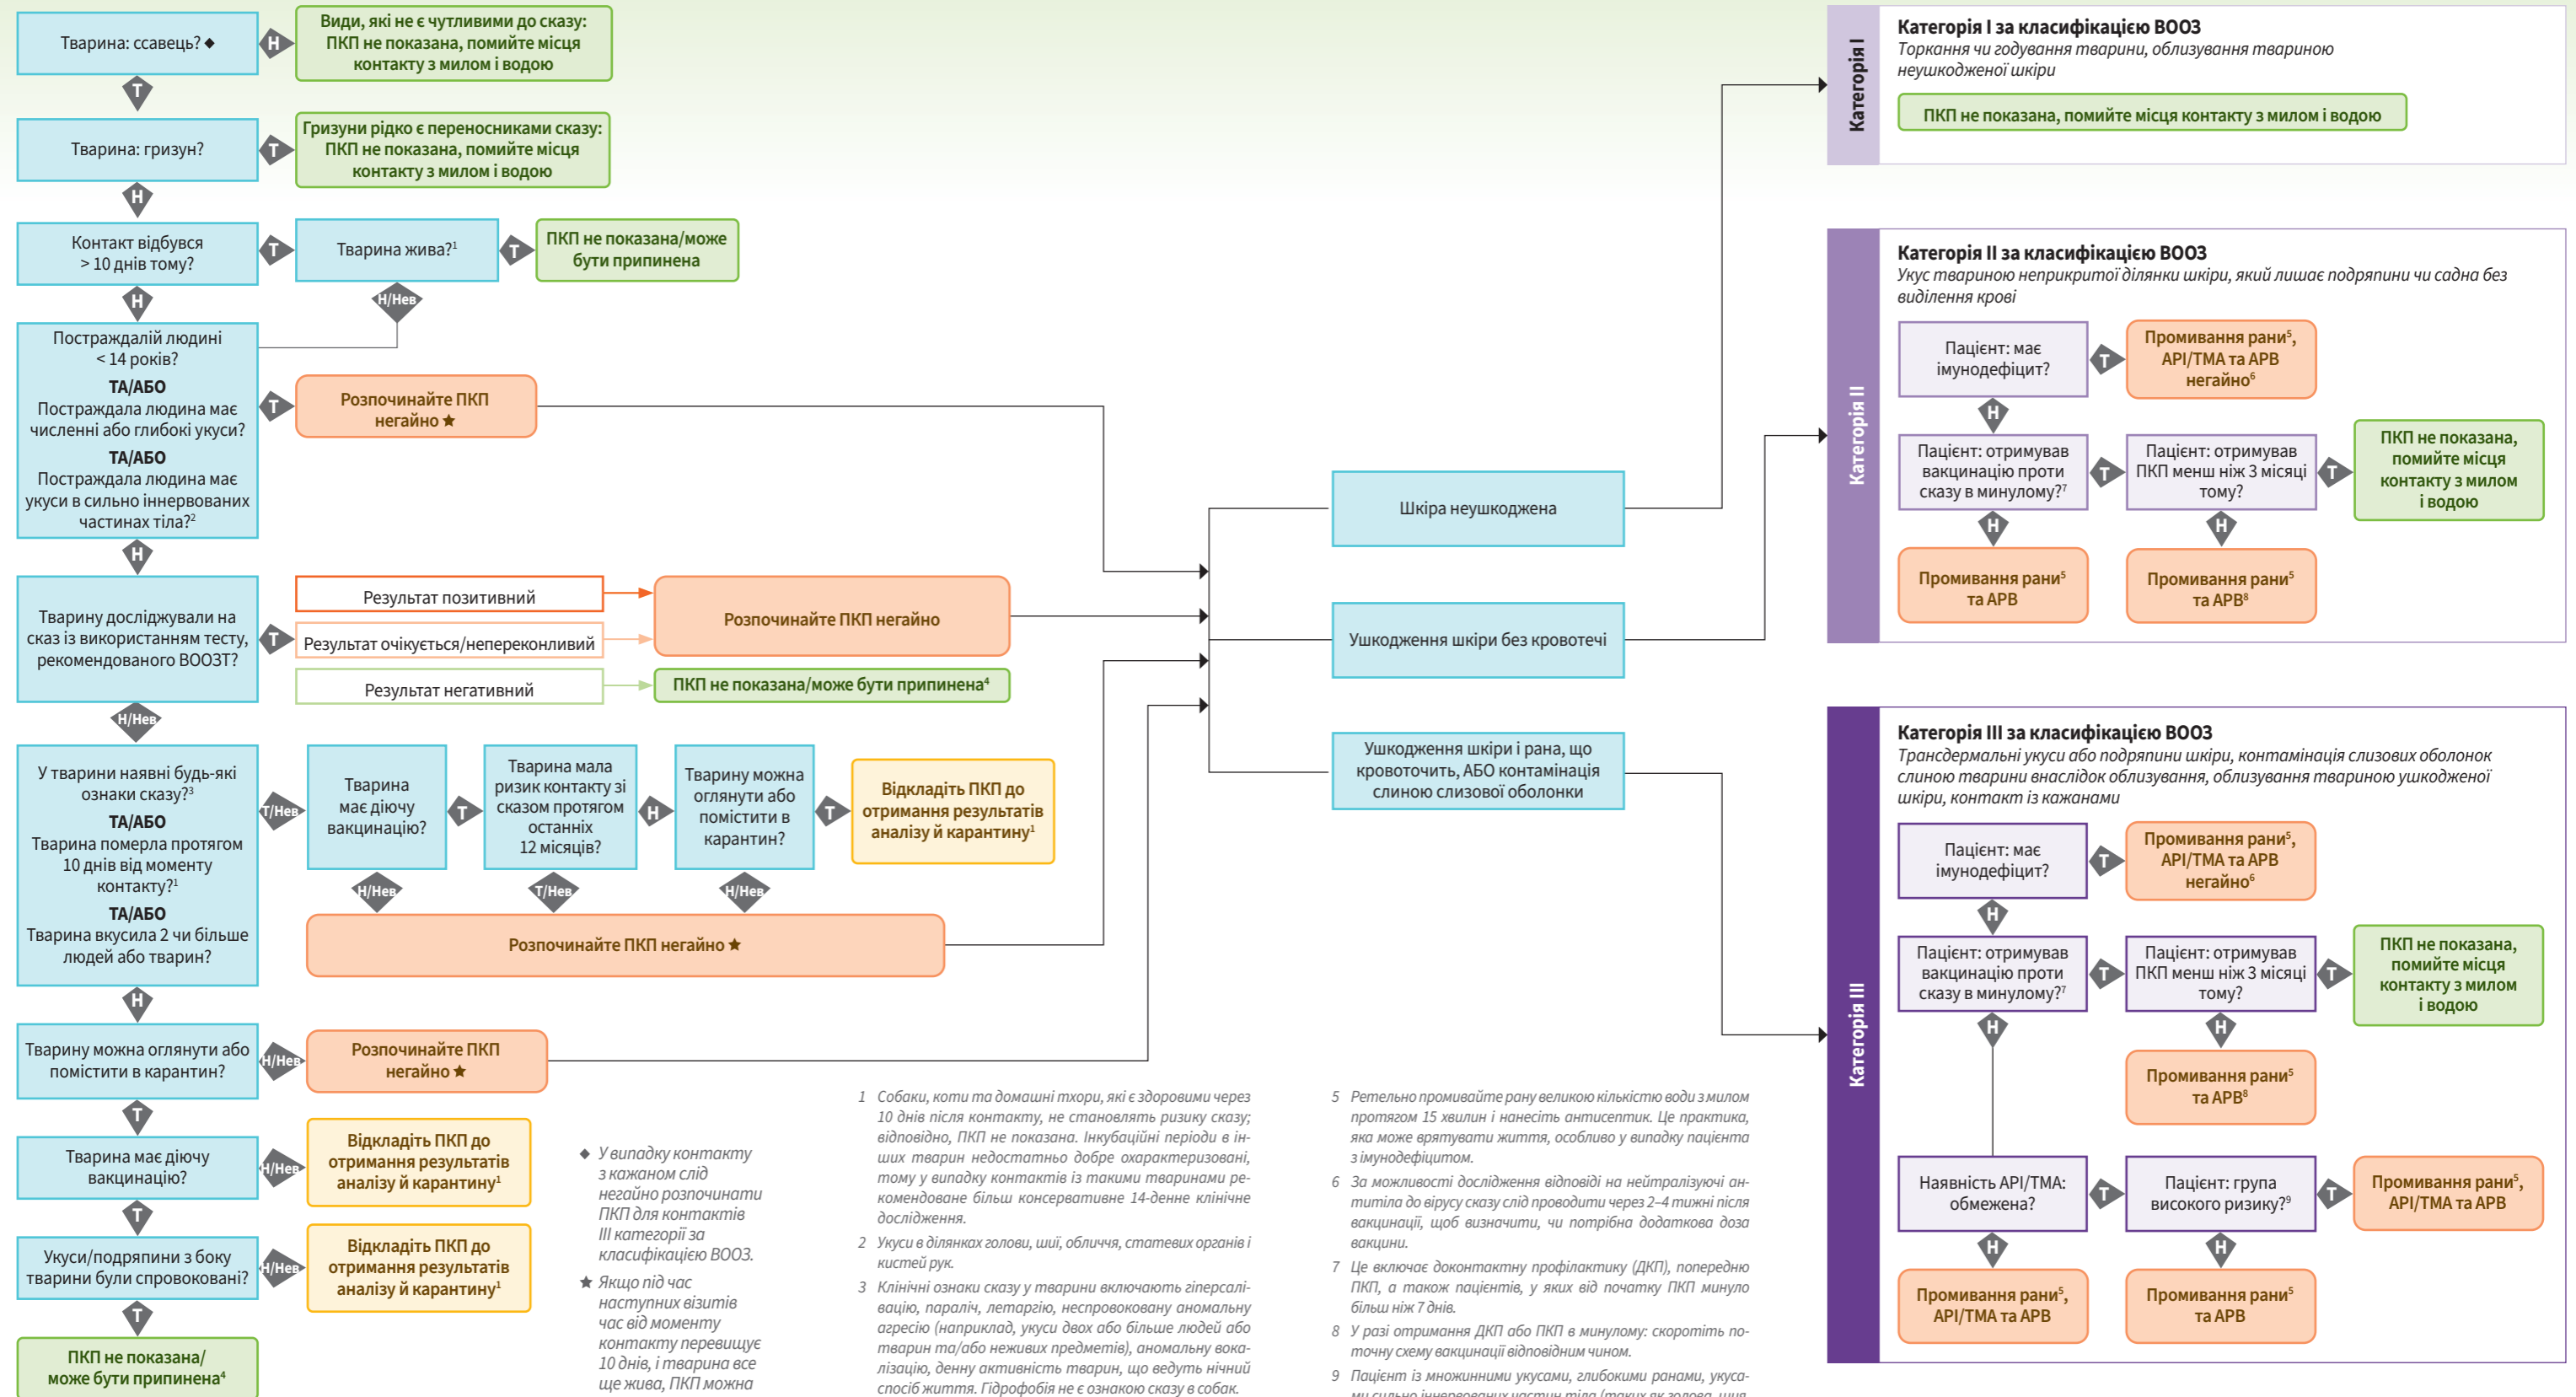 Тварина: ссавець? ◆
Н
Види, які не є чутливими до сказу:
ПКП не показана, помийте місця
контакту з милом і водою
Т
Тварина: гризун?
Т
Гризуни рідко є переносниками сказу:
ПКП не показана, помийте місця
контакту з милом і водою
Н
Контакт відбувся
> 10 днів тому?
Т
Тварина жива?¹
Т
ПКП не показана/може
бути припинена
Н
Н/Нев
Постраждалій людині
< 14 років?
ТА/АБО
Постраждала людина має
численні або глибокі укуси?
ТА/АБО
Постраждала людина має
укуси в сильно іннервованих
частинах тіла?²
Т
Розпочинайте ПКП
негайно ★
Н
Тварину досліджували на
сказ із використанням тесту,
рекомендованого ВООЗТ?
Т
Результат позитивний
Результат очікується/непереконливий
Результат негативний
Розпочинайте ПКП негайно
ПКП не показана/може бути припинена⁴
Н/Нев
У тварини наявні будь-які
ознаки сказу?³
ТА/АБО
Тварина померла протягом
10 днів від моменту
контакту?¹
ТА/АБО
Тварина вкусила 2 чи більше
людей або тварин?
Т/Нев
Тварина
має діючу
вакцинацію?
Т
Тварина мала
ризик контакту зі
сказом протягом
останніх
12 місяців?
Н
Тварину можна
оглянути або
помістити в
карантин?
Т
Відкладіть ПКП до
отримання результатів
аналізу й карантину¹
Н/Нев
Т/Нев
Н/Нев
Розпочинайте ПКП негайно ★
Н
Тварину можна оглянути або
помістити в карантин?
Н/Нев
Розпочинайте ПКП
негайно ★
Т
Тварина має діючу
вакцинацію?
Н/Нев
Відкладіть ПКП до
отримання результатів
аналізу й карантину¹
Т
Укуси/подряпини з боку
тварини були спровоковані?
Н/Нев
Відкладіть ПКП до
отримання результатів
аналізу й карантину¹
Т
ПКП не показана/
може бути припинена⁴
◆ У випадку контакту
з кажаном слід
негайно розпочинати
ПКП для контактів
III категорії за
класифікацією ВООЗ.
★ Якщо під час
наступних візитів
час від моменту
контакту перевищує
10 днів, і тварина все
ще жива, ПКП можна
1 Собаки, коти та домашні тхори, які є здоровими через
10 днів після контакту, не становлять ризику сказу;
відповідно, ПКП не показана. Інкубаційні періоди в ін-
ших тварин недостатньо добре охарактеризовані,
тому у випадку контактів із такими тваринами ре-
комендоване більш консервативне 14-денне клінічне
дослідження.
2 Укуси в ділянках голови, шиї, обличчя, статевих органів і
кистей рук.
3 Клінічні ознаки сказу у тварини включають гіперсалі-
вацію, параліч, летаргію, неспровоковану аномальну
агресію (наприклад, укуси двох або більше людей або
тварин та/або неживих предметів), аномальну вока-
лізацію, денну активність тварин, що ведуть нічний
спосіб життя. Гідрофобія не є ознакою сказу в собак.
5 Ретельно промивайте рану великою кількістю води з милом
протягом 15 хвилин і нанесіть антисептик. Це практика,
яка може врятувати життя, особливо у випадку пацієнта
з імунодефіцитом.
6 За можливості дослідження відповіді на нейтралізуючі ан-
титіла до вірусу сказу слід проводити через 2–4 тижні після
вакцинації, щоб визначити, чи потрібна додаткова доза
вакцини.
7 Це включає доконтактну профілактику (ДКП), попередню
ПКП, а також пацієнтів, у яких від початку ПКП минуло
більш ніж 7 днів.
8 У разі отримання ДКП або ПКП в минулому: скоротіть по-
точну схему вакцинації відповідним чином.
9 Пацієнт із множинними укусами, глибокими ранами, укуса-
ми сильно іннервованих частин тіла (таких як голова, шия,
Шкіра неушкоджена
Ушкодження шкіри без кровотечі
Ушкодження шкіри і рана, що
кровоточить, АБО контамінація
слиною слизової оболонки
Категорія I
Категорія I за класифікацією ВООЗ
Торкання чи годування тварини, облизування твариною
неушкодженої шкіри
ПКП не показана, помийте місця контакту з милом і водою
Категорія II
Категорія II за класифікацією ВООЗ
Укус твариною неприкритої ділянки шкіри, який лишає подряпини чи садна без
виділення крові
Пацієнт: має
імунодефіцит?
Т
Промивання рани⁵,
АРІ/ТМА та АРВ
негайно⁶
Н
Пацієнт: отримував
вакцинацію проти
сказу в минулому?⁷
Т
Пацієнт: отримував
ПКП менш ніж 3 місяці
тому?
Т
ПКП не показана,
помийте місця
контакту з милом
і водою
Н
Н
Промивання рани⁵
та АРВ
Промивання рани⁵
та АРВ⁸
Категорія III
Категорія III за класифікацією ВООЗ
Трансдермальні укуси або подряпини шкіри, контамінація слизових оболонок
слиною тварини внаслідок облизування, облизування твариною ушкодженої
шкіри, контакт із кажанами
Пацієнт: має
імунодефіцит?
Т
Промивання рани⁵,
АРІ/ТМА та АРВ
негайно⁶
Н
Пацієнт: отримував
вакцинацію проти
сказу в минулому?⁷
Т
Пацієнт: отримував
ПКП менш ніж 3 місяці
тому?
Т
ПКП не показана,
помийте місця
контакту з милом
і водою
Н
Н
Промивання рани⁵
та АРВ⁸
Наявність АРІ/ТМА:
обмежена?
Т
Пацієнт: група
високого ризику?⁹
Т
Промивання рани⁵,
АРІ/ТМА та АРВ
Н
Н
Промивання рани⁵,
АРІ/ТМА та АРВ
Промивання рани⁵
та АРВ